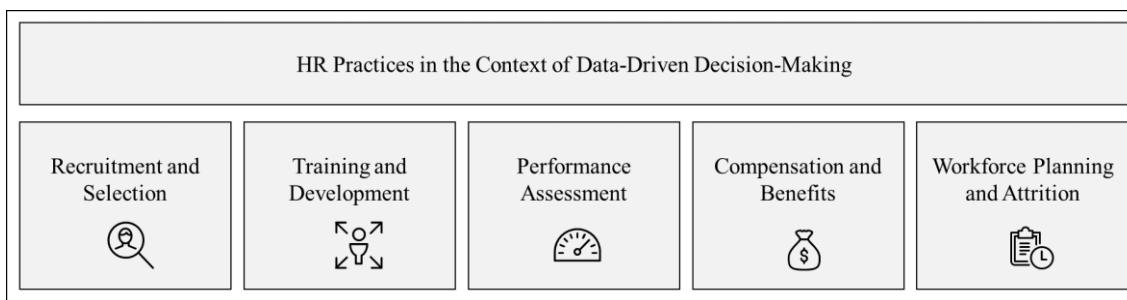 HR Practices in the Context of Data-Driven Decision-Making
Recruitment and
Selection
Training and
Development
Performance
Assessment
Compensation and
Benefits
$
Workforce Planning
and Attrition